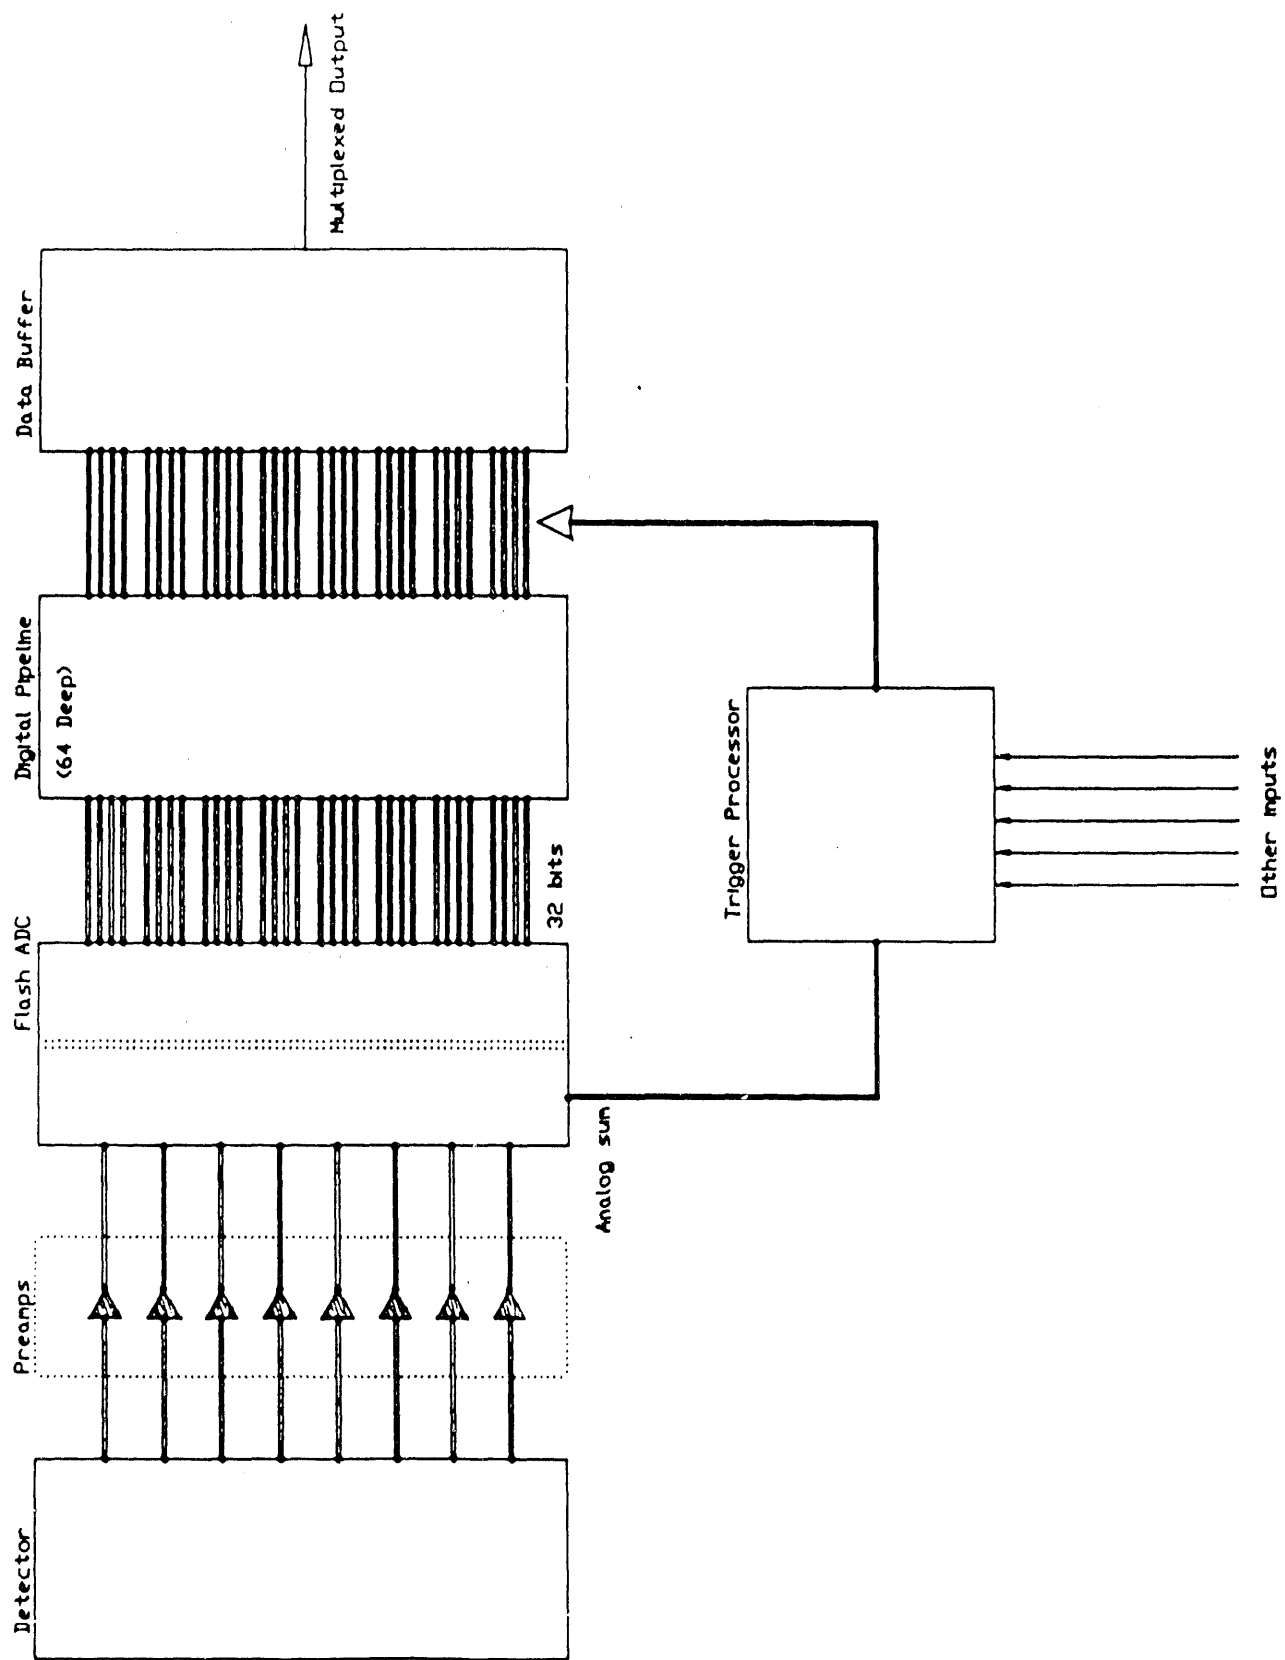 Detector
Preamps
Flash ADC
Digital Pipeline
(64 Deep)
Data Buffer
Multiplexed Output
32 bits
Analog sum
Trigger Processor
Other inputs